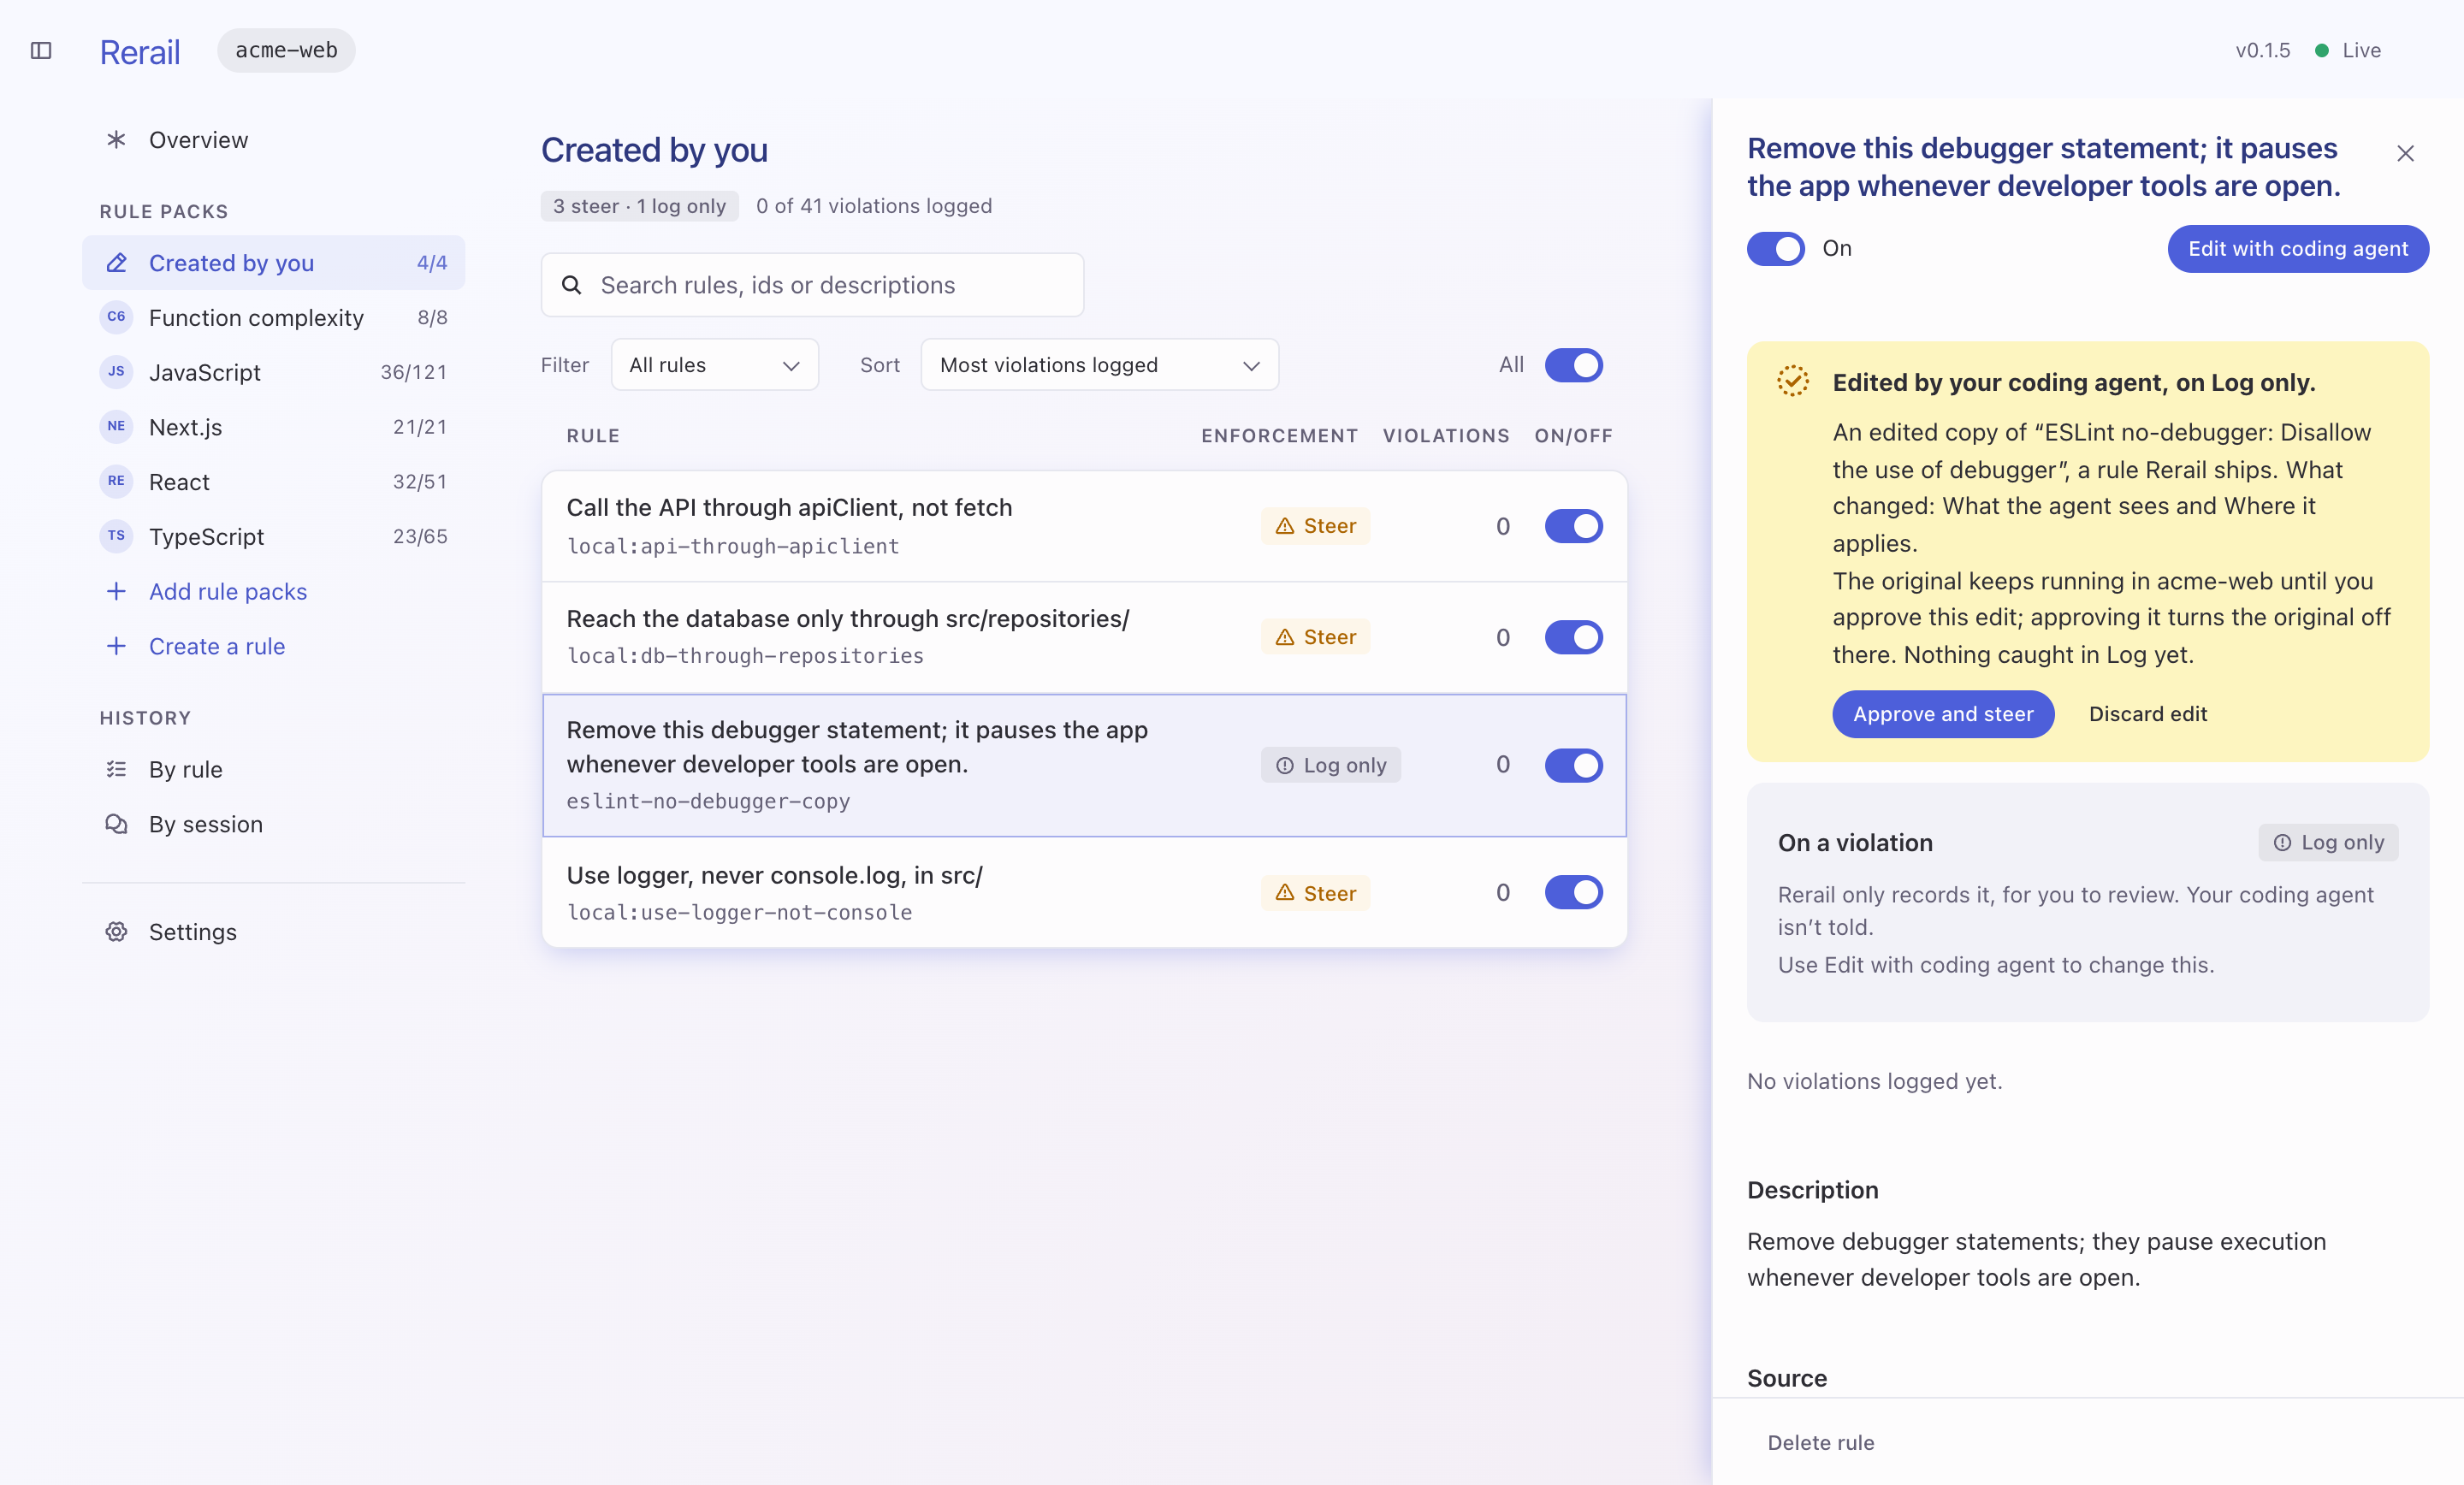 Rerail
acme-web
v0.1.5
Live
Overview
RULE PACKS
Created by you 4/4
C6 Function complexity 8/8
JS JavaScript 36/121
NE Next.js 21/21
RE React 32/51
TS TypeScript 23/65
Add rule packs
Create a rule
HISTORY
By rule
By session
Settings
Created by you
3 steer · 1 log only 0 of 41 violations logged
Search rules, ids or descriptions
Filter All rules Sort Most violations logged All
RULE ENFORCEMENT VIOLATIONS ON/OFF
Call the API through apiClient, not fetch
local:api-through-apiclient
Steer 0
Reach the database only through src/repositories/
local:db-through-repositories
Steer 0
Remove this debugger statement; it pauses the app
whenever developer tools are open.
eslint-no-debugger-copy
Log only 0
Use logger, never console.log, in src/
local:use-logger-not-console
Steer 0
Remove this debugger statement; it pauses
the app whenever developer tools are open.
On
Edit with coding agent
Edited by your coding agent, on Log only.
An edited copy of “ESLint no-debugger: Disallow
the use of debugger”, a rule Rerail ships. What
changed: What the agent sees and Where it
applies.
The original keeps running in acme-web until you
approve this edit; approving it turns the original off
there. Nothing caught in Log yet.
Approve and steer Discard edit
On a violation Log only
Rerail only records it, for you to review. Your coding agent
isn’t told.
Use Edit with coding agent to change this.
No violations logged yet.
Description
Remove debugger statements; they pause execution
whenever developer tools are open.
Source
Delete rule